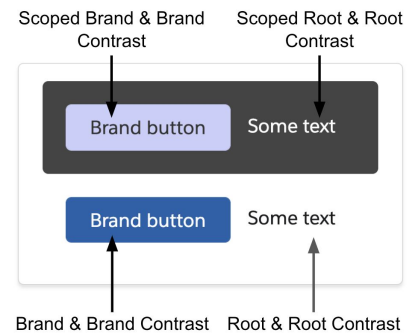 Scoped Brand & Brand
Contrast
Scoped Root & Root
Contrast
Brand button
Some text
Brand button
Some text
Brand & Brand Contrast
Root & Root Contrast